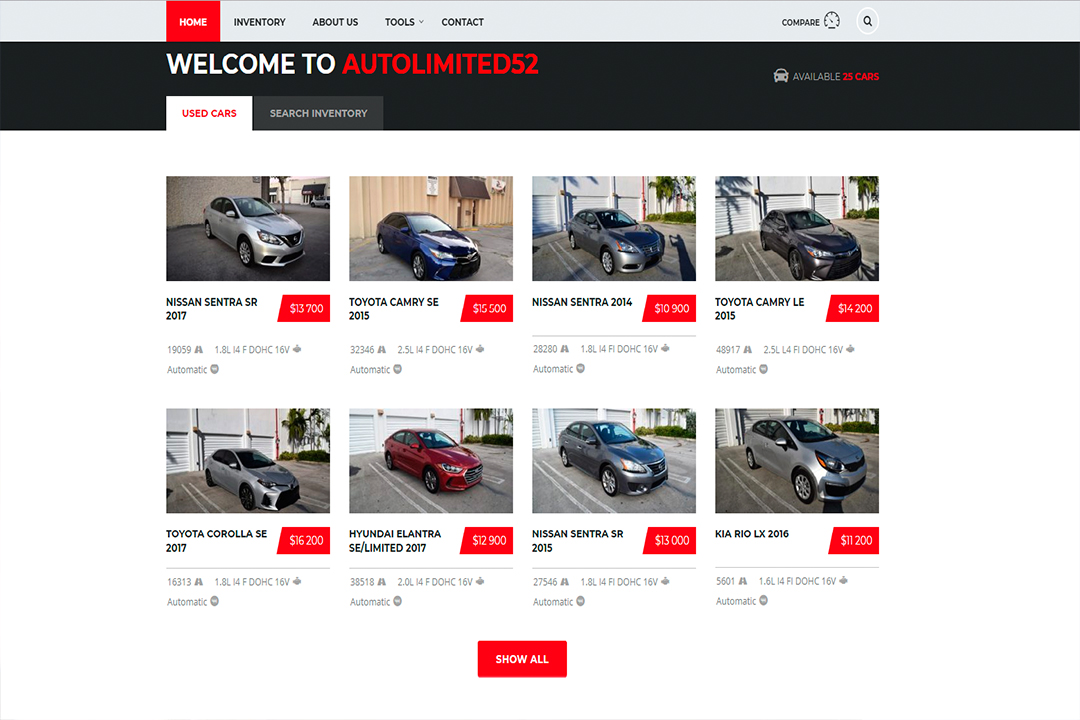 HOME INVENTORY ABOUT US TOOLS CONTACT COMPARE
WELCOME TO AUTOLIMITED52
AVAILABLE 25 CARS
USED CARS SEARCH INVENTORY
NISSAN SENTRA SR
2017
$13 700
19059 1.8L I4 F DOHC 16V
Automatic
TOYOTA CAMRY SE
2015
$15 500
32346 2.5L I4 F DOHC 16V
Automatic
NISSAN SENTRA 2014
$10 900
28280 1.8L I4 FI DOHC 16V
Automatic
TOYOTA CAMRY LE
2015
$14 200
48917 2.5L L4 FI DOHC 16V
Automatic
TOYOTA COROLLA SE
2017
$16 200
16313 1.8L I4 F DOHC 16V
Automatic
HYUNDAI ELANTRA
SE/LIMITED 2017
$12 900
38518 2.0L I4 F DOHC 16V
Automatic
NISSAN SENTRA SR
2015
$13 000
27546 1.8L I4 FI DOHC 16V
Automatic
KIA RIO LX 2016
$11 200
5601 1.6L I4 FI DOHC 16V
Automatic
SHOW ALL